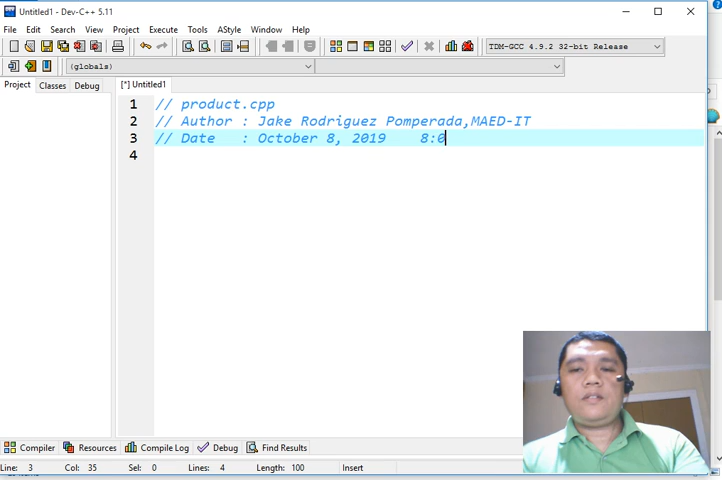 Untitled1 - Dev-C++ 5.11
File Edit Search View Project Execute Tools AStyle Window Help
TDM-GCC 4.9.2 32-bit Release
(globals)
Project Classes Debug [*] Untitled1
1 // product.cpp
2 // Author : Jake Rodriguez Pomperada,MAED-IT
3 // Date : October 8, 2019 8:0
4
Compiler Resources Compile Log Debug Find Results
Line: 3 Col: 35 Sel: 0 Lines: 4 Length: 100 Insert